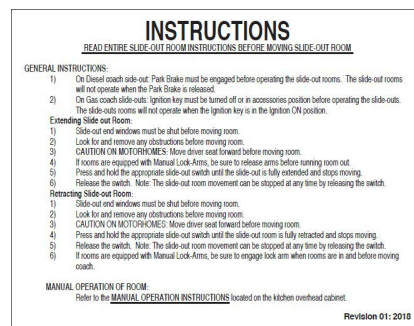 INSTRUCTIONS
READ ENTIRE SLIDE-OUT ROOM INSTRUCTIONS BEFORE MOVING SLIDE-OUT ROOM
GENERAL INSTRUCTIONS:
1) On Diesel coach side-out: Park Brake must be engaged before operating the slide-out rooms. The slide-out rooms
will not operate when the Park Brake is released.
2) On Gas coach slide-outs: Ignition key must be turned off or in accessories position before operating the slide-outs.
The slide-outs rooms will not operate when the Ignition key is in the Ignition ON position.
Extending Slide out Room:
1) Slide-out end windows must be shut before moving room.
2) Look for and remove any obstructions before moving room.
3) CAUTION ON MOTORHOMES: Move driver seat forward before moving room.
4) If rooms are equipped with Manual Lock-Arms, be sure to release arms before running room out.
5) Press and hold the appropriate slide-out switch until the slide-out is fully extended and stops moving.
6) Release the switch. Note: The slide-out room movement can be stopped at any time by releasing the switch.
Retracting Slide-out Room:
1) Slide-out end windows must be shut before moving room.
2) Look for and remove any obstructions before moving room.
3) CAUTION ON MOTORHOMES: Move driver seat forward before moving room.
4) Press and hold the appropriate slide-out switch until the slide-out room is fully retracted and stops moving.
5) Release the switch. Note: The slide-out room movement can be stopped at any time by releasing the switch.
6) If rooms are equipped with Manual Lock-Arms, be sure to engage lock arm when rooms are in and before moving
coach.
MANUAL OPERATION OF ROOM:
Refer to the MANUAL OPERATION INSTRUCTIONS located on the kitchen overhead cabinet.
Revision 01: 2018